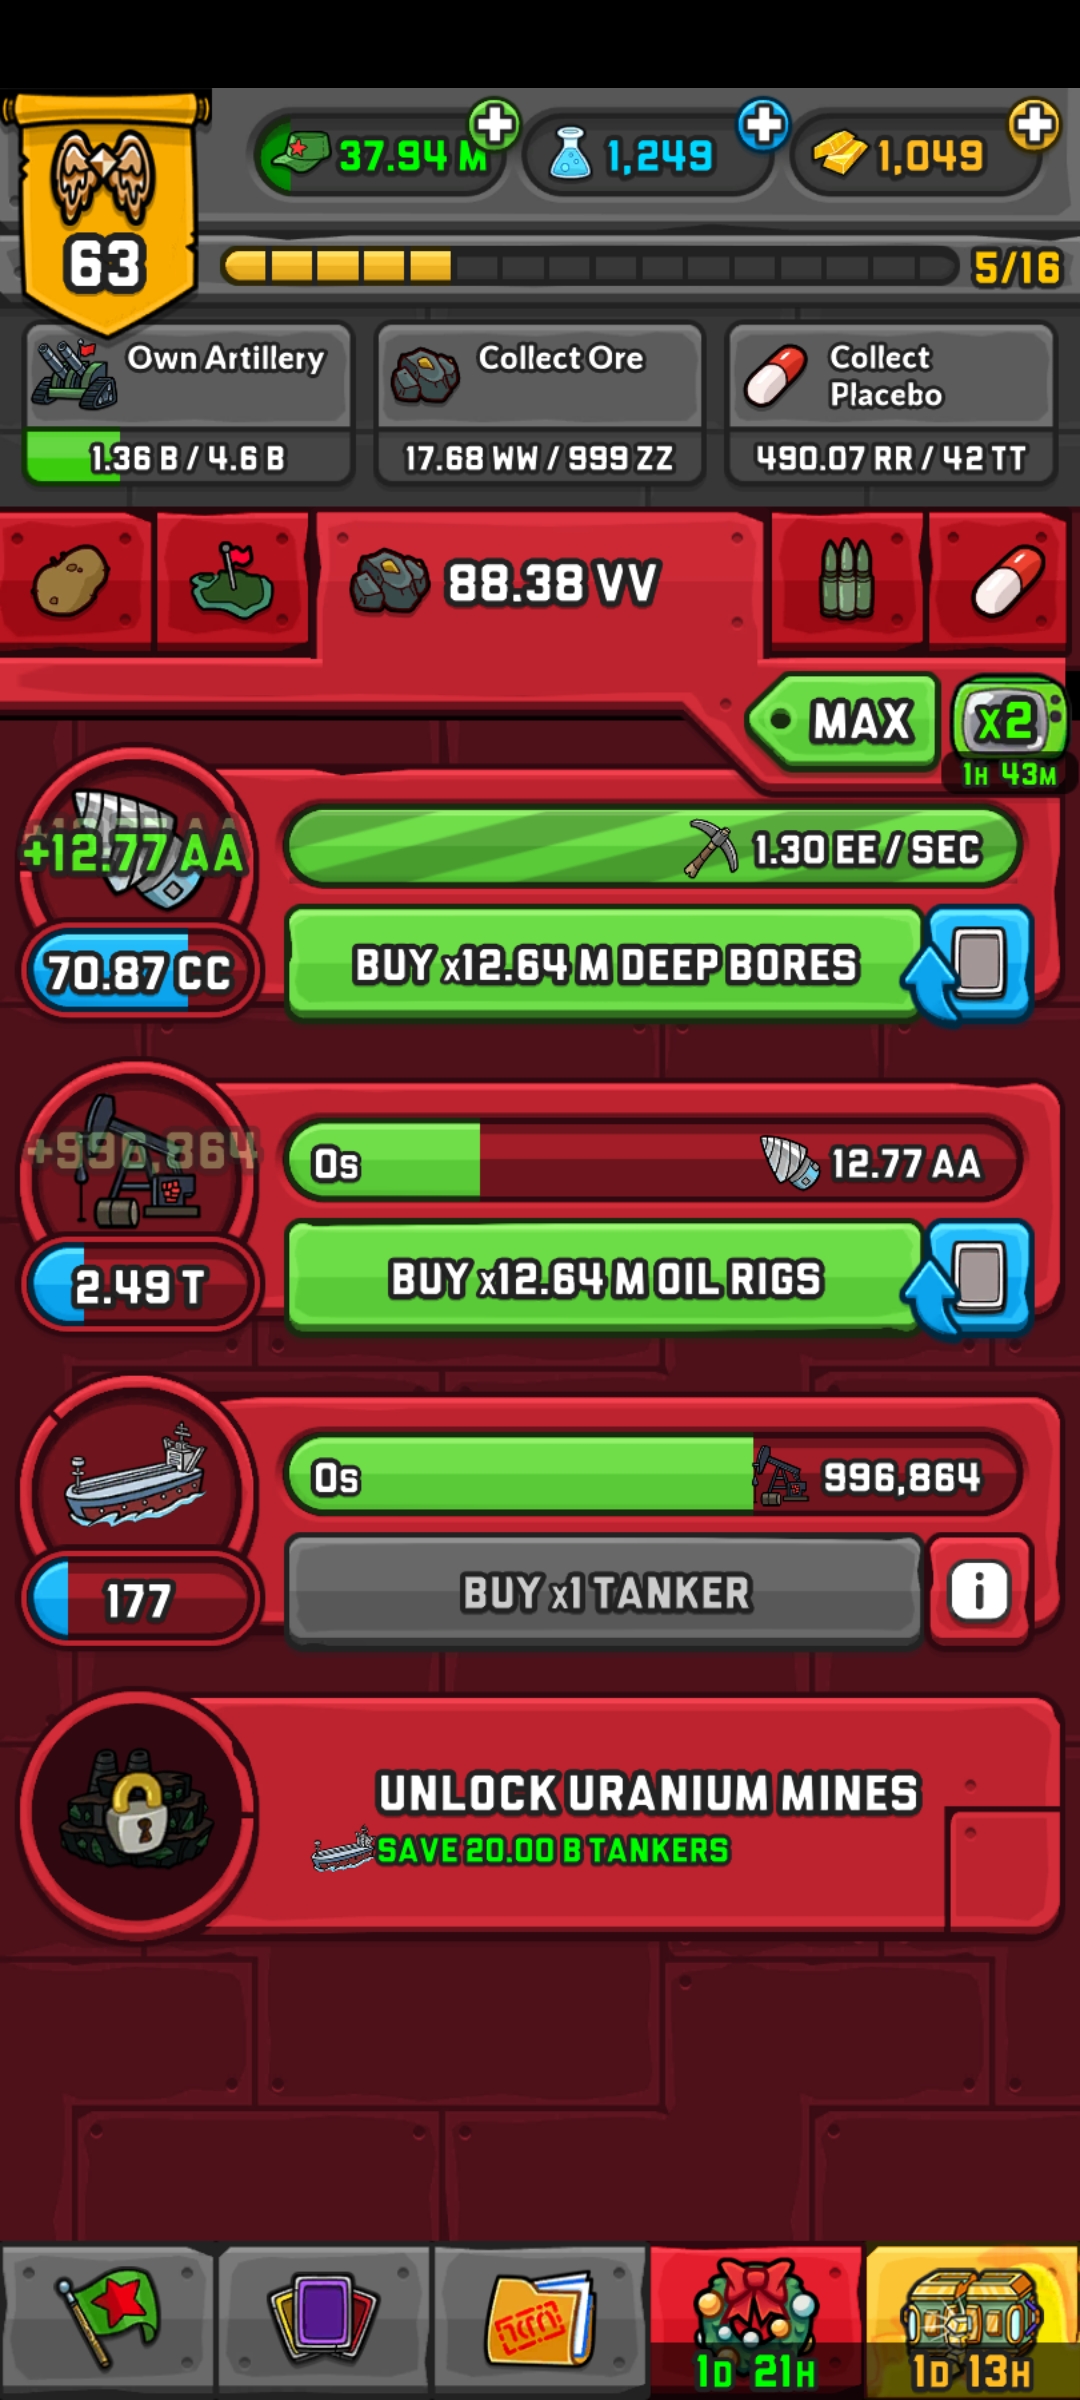 63
37.94 M
1,249
1,049
5/16
Own Artillery
1.36 B / 4.6 B
Collect Ore
17.68 WW / 999 ZZ
Collect
Placebo
490.07 RR / 42 TT
88.38 VV
MAX
x2
1H 43M
+12.77 AA
1.30 EE / SEC
70.87 CC
BUY x12.64 M DEEP BORES
+996,864
0s
12.77 AA
2.49 T
BUY x12.64 M OIL RIGS
0s
996,864
177
BUY x1 TANKER
i
UNLOCK URANIUM MINES
SAVE 20.00 B TANKERS
1D 21H
1D 13H